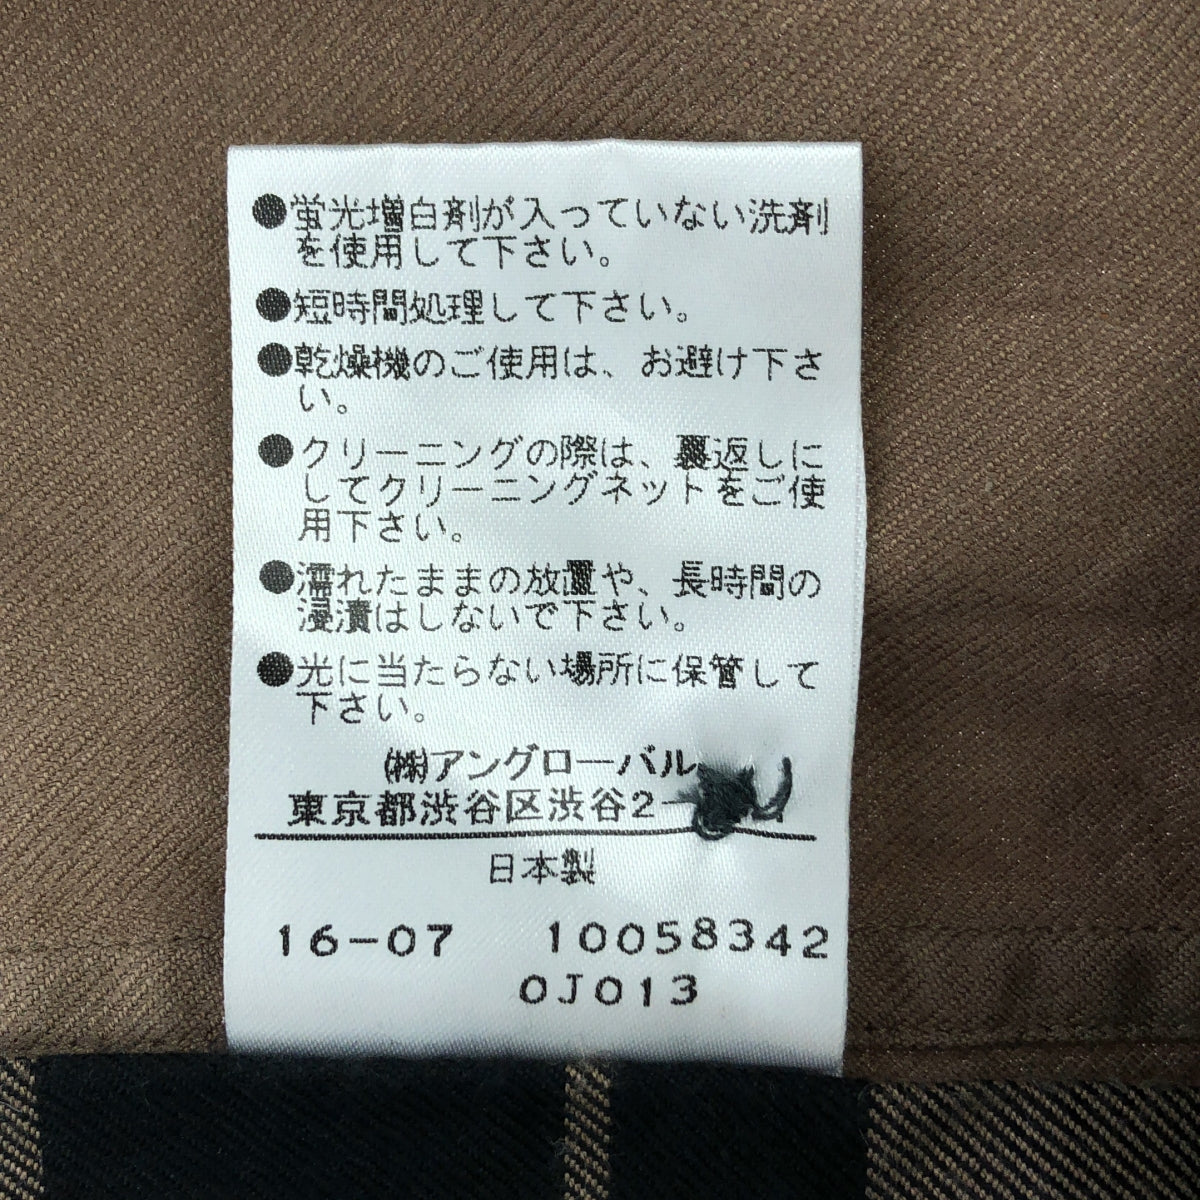 ●蛍光増白剤が入っていない洗剤
を使用して下さい。
●短時間処理して下さい。
●乾燥機のご使用は、お避け下さ
い。
●クリーニングの際は、裏返しに
してクリーニングネットをご使
用下さい。
●濡れたままの放置や、長時間の
浸漬はしないで下さい。
●光に当たらない場所に保管して
下さい。
(株)アングローバル
東京都渋谷区渋谷2-
日本製
16-07 10058342
0J013